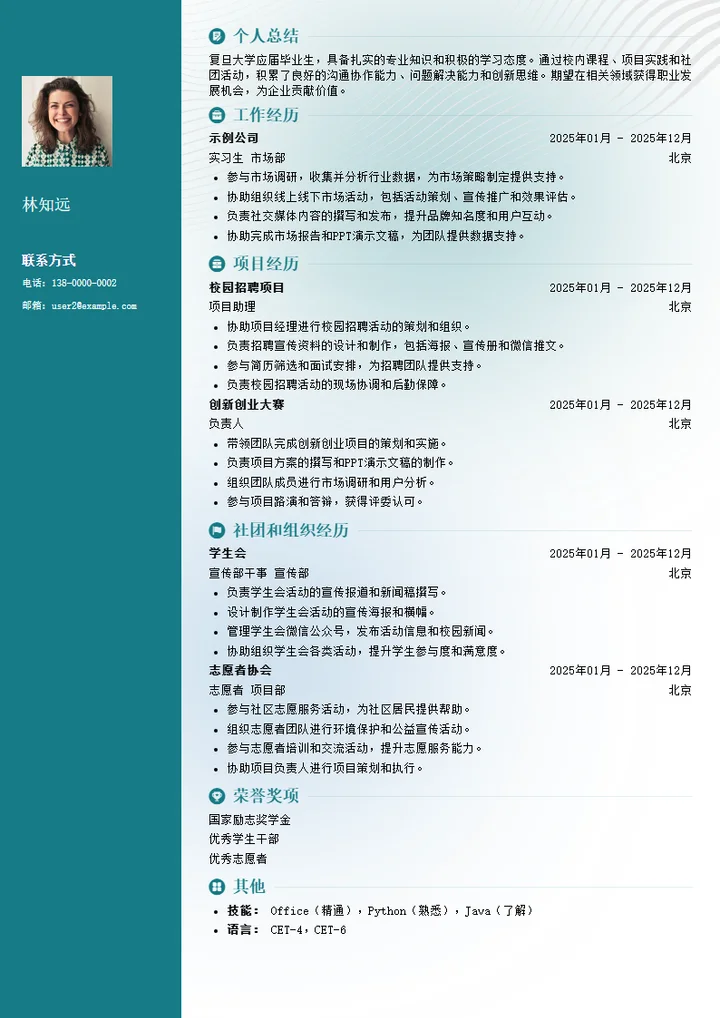 林知远
联系方式
电话：138-0000-0002
邮箱：user2@example.com
个人总结
复旦大学应届毕业生，具备扎实的专业知识和积极的学习态度。通过校内课程、项目实践和社
团活动，积累了良好的沟通协作能力、问题解决能力和创新思维。期望在相关领域获得职业发
展机会，为企业贡献价值。
工作经历
示例公司 2025年01月 - 2025年12月
实习生 市场部 北京
• 参与市场调研，收集并分析行业数据，为市场策略制定提供支持。
• 协助组织线上线下市场活动，包括活动策划、宣传推广和效果评估。
• 负责社交媒体内容的撰写和发布，提升品牌知名度和用户互动。
• 协助完成市场报告和PPT演示文稿，为团队提供数据支持。
项目经历
校园招聘项目 2025年01月 - 2025年12月
项目助理 北京
• 协助项目经理进行校园招聘活动的策划和组织。
• 负责招聘宣传资料的设计和制作，包括海报、宣传册和微信推文。
• 参与简历筛选和面试安排，为招聘团队提供支持。
• 负责校园招聘活动的现场协调和后勤保障。
创新创业大赛 2025年01月 - 2025年12月
负责人 北京
• 带领团队完成创新创业项目的策划和实施。
• 负责项目方案的撰写和PPT演示文稿的制作。
• 组织团队成员进行市场调研和用户分析。
• 参与项目路演和答辩，获得评委认可。
社团和组织经历
学生会 2025年01月 - 2025年12月
宣传部干事 宣传部 北京
• 负责学生会活动的宣传报道和新闻稿撰写。
• 设计制作学生会活动的宣传海报和横幅。
• 管理学生会微信公众号，发布活动信息和校园新闻。
• 协助组织学生会各类活动，提升学生参与度和满意度。
志愿者协会 2025年01月 - 2025年12月
志愿者 项目部 北京
• 参与社区志愿服务活动，为社区居民提供帮助。
• 组织志愿者团队进行环境保护和公益宣传活动。
• 参与志愿者培训和交流活动，提升志愿服务能力。
• 协助项目负责人进行项目策划和执行。
荣誉奖项
国家励志奖学金
优秀学生干部
优秀志愿者
其他
• 技能： Office（精通），Python（熟悉），Java（了解）
• 语言： CET-4，CET-6